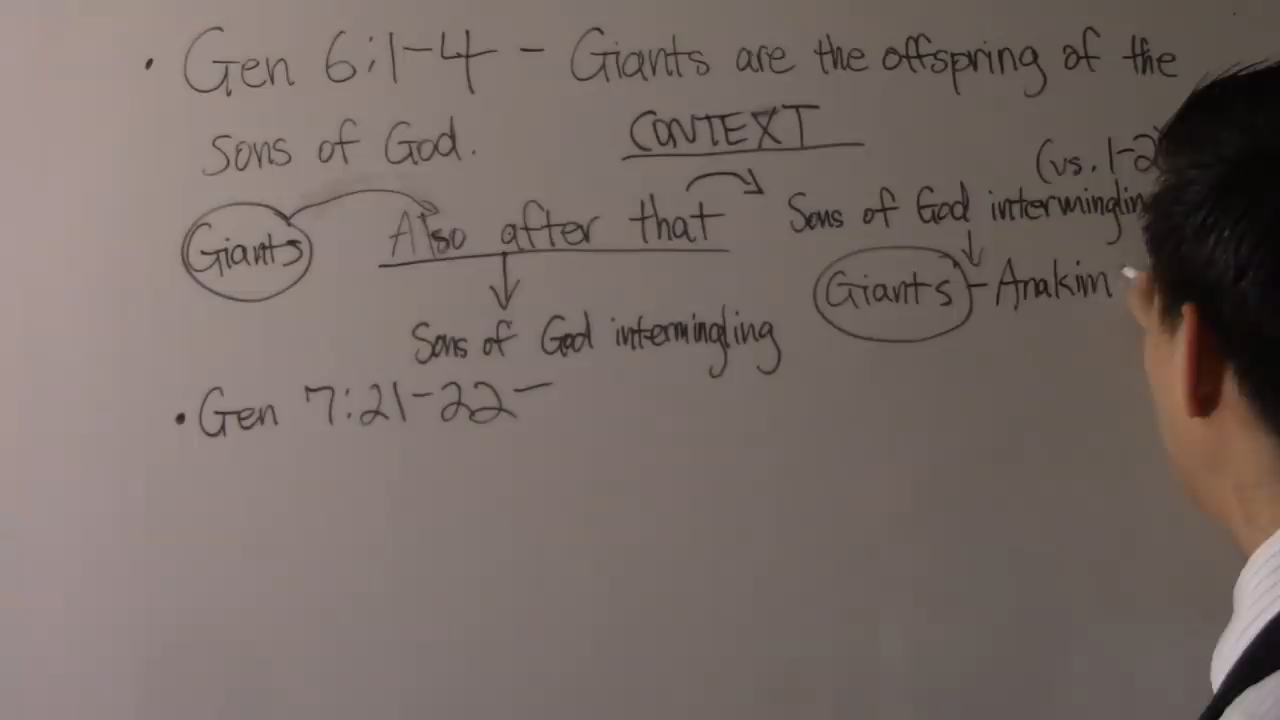 • Gen 6:1-4 - Giants are the offspring of the
Sons of God.
CONTEXT
(vs. 1-2
Giants
Also after that
Sons of God interminglin
Giants - Anakim
Sons of God intermingling
• Gen 7:21-22 -